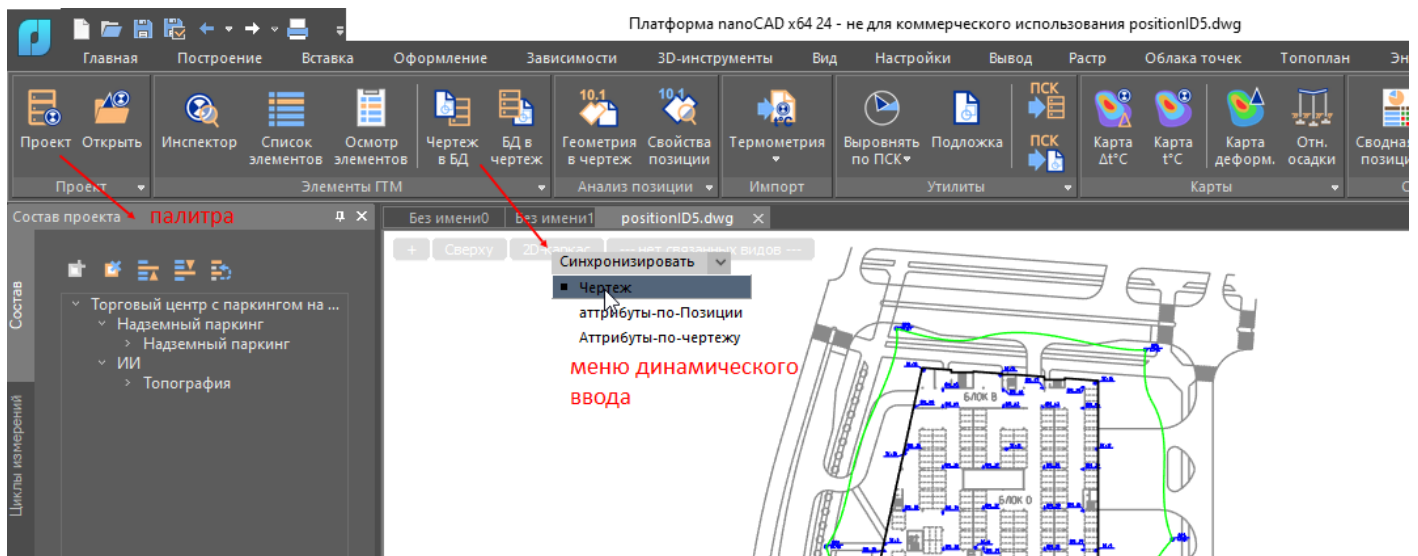 Платформа nanoCAD x64 24 - не для коммерческого использования positionID5.dwg
Главная Построение Вставка Оформление Зависимости 3D-инструменты Вид Настройки Вывод Растр Облака точек Топоплан Эн
10.1 10.1 ПСК
Проект Открыть Инспектор Список элементов Осмотр элементов Чертеж в БД БД в чертеж Геометрия в чертеж Свойства позиции Термометрия Выровнять по ПСК Подложка ПСК Карта Δt°C Карта t°C Карта деформ. Отн. осадки Сводная позици
Проект Элементы ГТМ Анализ позиции Импорт Утилиты Карты С
Состав проекта палитра Без имени0 Без имени1 positionID5.dwg
+ Сверху 2D-каркас --- нет связанных видов ---
Синхронизировать
Чертеж
аттрибуты-по-Позиции
Аттрибуты-по-чертежу
меню динамического
ввода
Состав
Циклы измерений
Торговый центр с паркингом на ...
Надземный паркинг
Надземный паркинг
ИИ
Топография
БЛОК В
БЛОК О